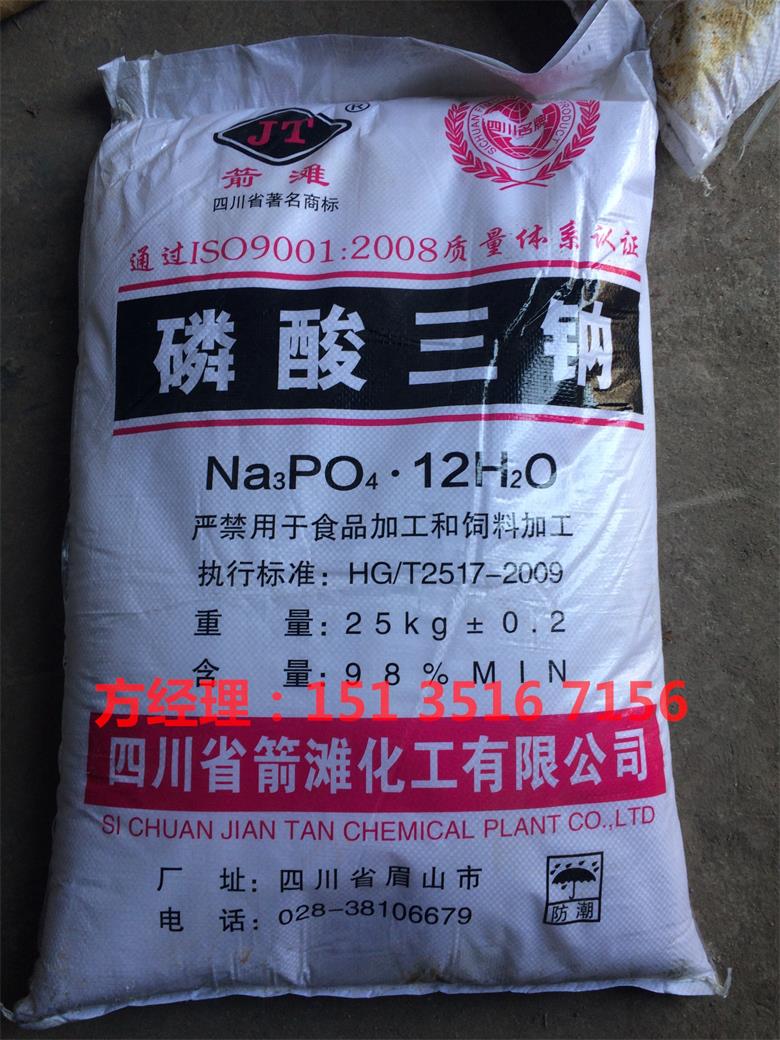 JT
®
箭滩
四川省著名商标
四川名牌
通过ISO9001:2008质量体系认证
磷酸三钠
Na₃PO₄·12H₂O
严禁用于食品加工和饲料加工
执行标准：HG/T2517-2009
重 量：25kg±0.2
含 量：98%MIN
方经理：151 3516 7156
四川省箭滩化工有限公司
SI CHUAN JIAN TAN CHEMICAL PLANT CO.,LTD
厂 址：四川省眉山市
电 话：028-38106679
防潮